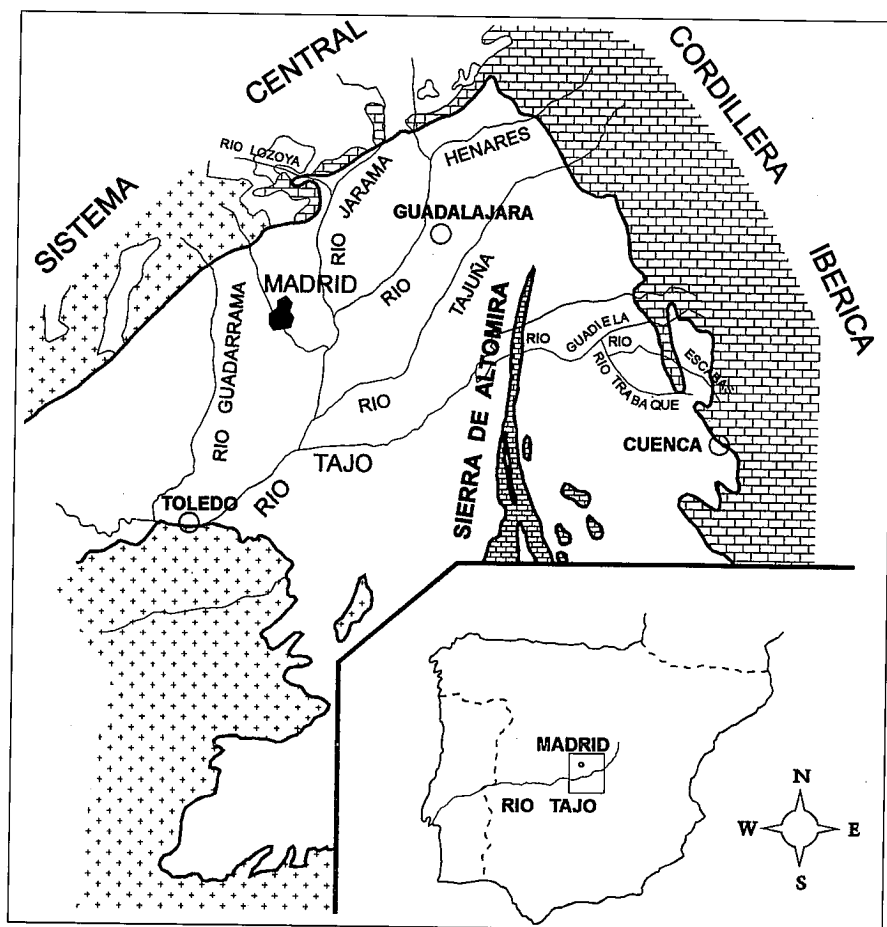 CENTRAL
CORDILLERA
RIO LOZOYA
HENARES
SISTEMA
RIO JARAMA
GUADALAJARA
IBERICA
MADRID
RIO
TAJUÑA
RIO GUADARRAMA
RIO GUADIELA
RIO ESCABAS
RIO TRABAQUE
SIERRA DE ALTOMIRA
RIO
CUENCA
TAJO
RIO
TOLEDO
MADRID
RIO TAJO
N
W E
S